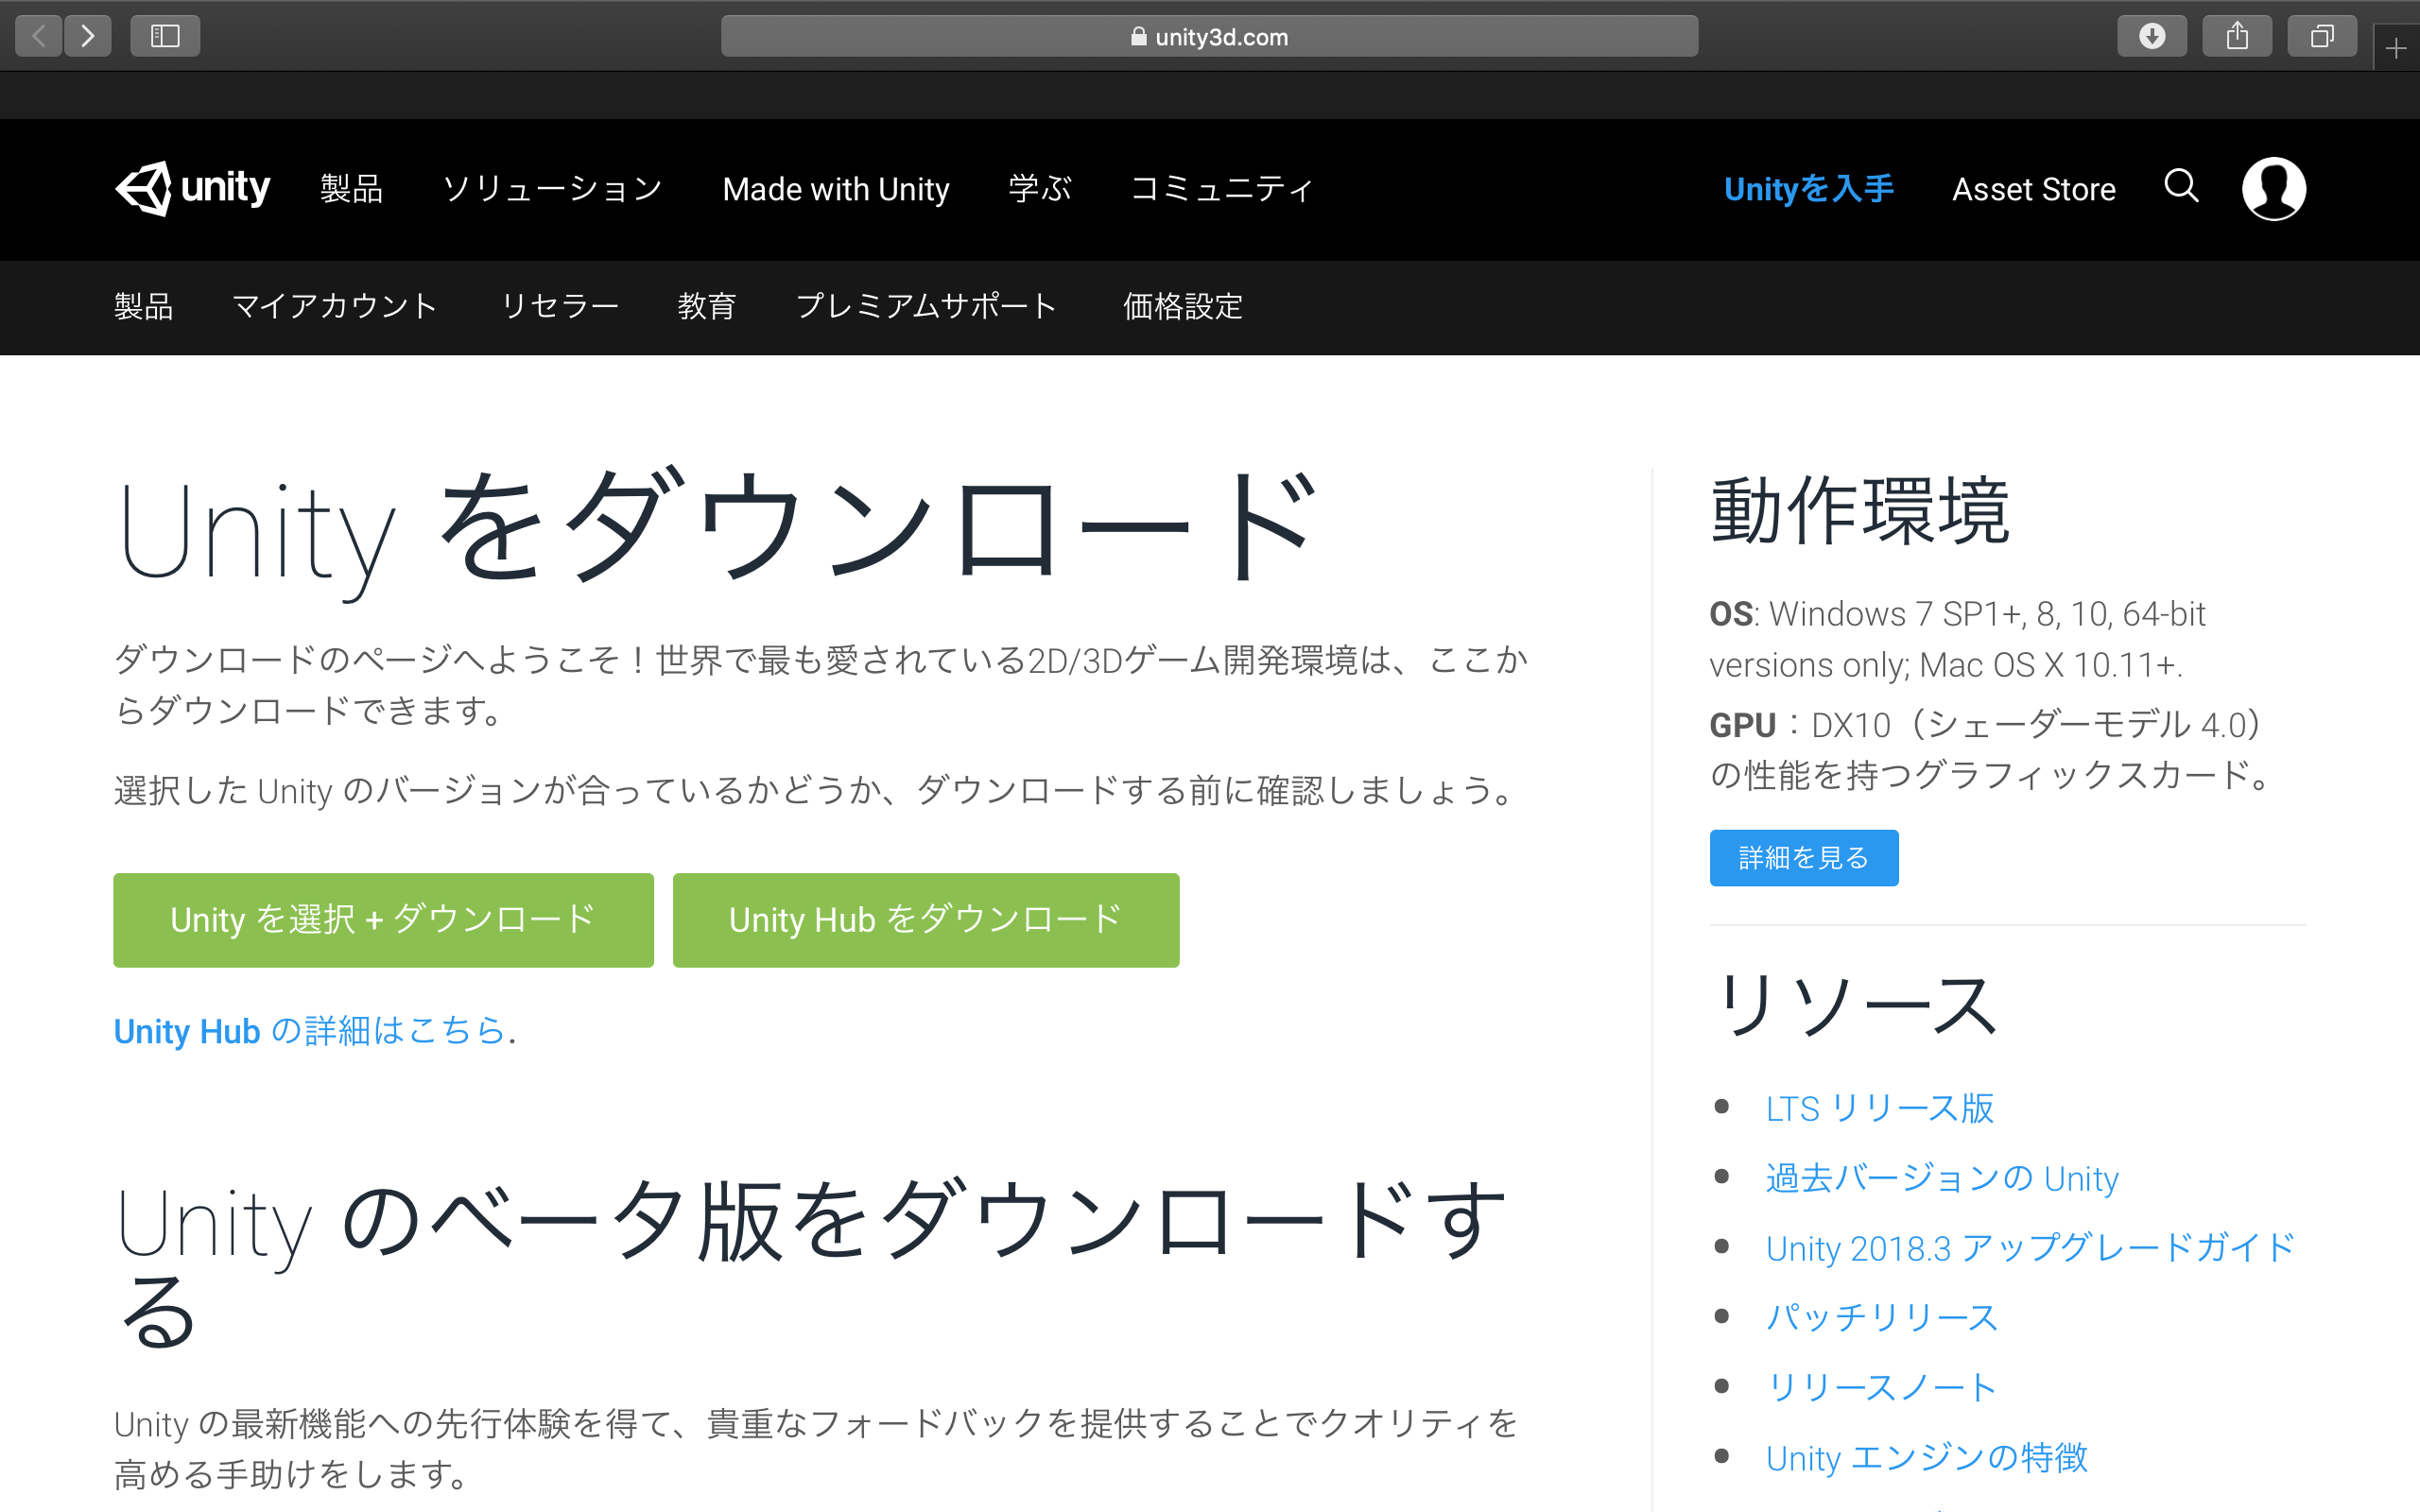 unity3d.com
unity 製品 ソリューション Made with Unity 学ぶ コミュニティ Unityを入手 Asset Store
製品 マイアカウント リセラー 教育 プレミアムサポート 価格設定
Unity をダウンロード
ダウンロードのページへようこそ！世界で最も愛されている2D/3Dゲーム開発環境は、ここか
らダウンロードできます。
選択した Unity のバージョンが合っているかどうか、ダウンロードする前に確認しましょう。
Unity を選択 + ダウンロード
Unity Hub をダウンロード
Unity Hub の詳細はこちら.
Unity のベータ版をダウンロードす
る
Unity の最新機能への先行体験を得て、貴重なフォードバックを提供することでクオリティを
高める手助けをします。
動作環境
OS: Windows 7 SP1+, 8, 10, 64-bit
versions only; Mac OS X 10.11+.
GPU：DX10（シェーダーモデル 4.0）
の性能を持つグラフィックスカード。
詳細を見る
リソース
LTS リリース版
過去バージョンの Unity
Unity 2018.3 アップグレードガイド
パッチリリース
リリースノート
Unity エンジンの特徴